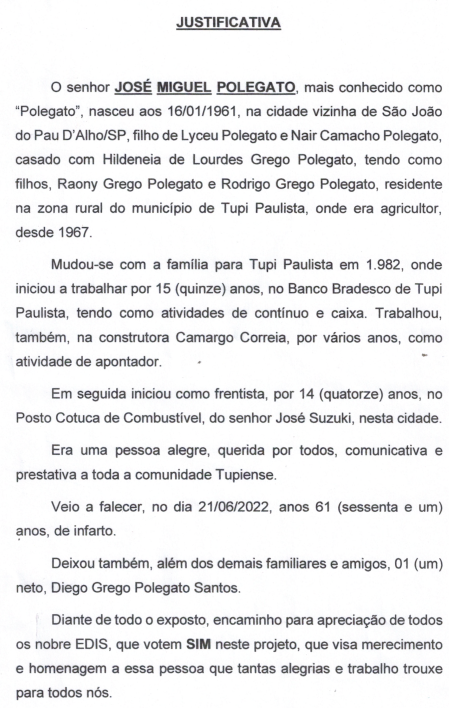 JUSTIFICATIVA
O senhor JOSÉ MIGUEL POLEGATO, mais conhecido como
“Polegato”, nasceu aos 16/01/1961, na cidade vizinha de São João
do Pau D’Alho/SP, filho de Lyceu Polegato e Nair Camacho Polegato,
casado com Hildeneia de Lourdes Grego Polegato, tendo como
filhos, Raony Grego Polegato e Rodrigo Grego Polegato, residente
na zona rural do município de Tupi Paulista, onde era agricultor,
desde 1967.
Mudou-se com a família para Tupi Paulista em 1.982, onde
iniciou a trabalhar por 15 (quinze) anos, no Banco Bradesco de Tupi
Paulista, tendo como atividades de contínuo e caixa. Trabalhou,
também, na construtora Camargo Correia, por vários anos, como
atividade de apontador.
Em seguida iniciou como frentista, por 14 (quatorze) anos, no
Posto Cotuca de Combustível, do senhor José Suzuki, nesta cidade.
Era uma pessoa alegre, querida por todos, comunicativa e
prestativa a toda a comunidade Tupiense.
Veio a falecer, no dia 21/06/2022, anos 61 (sessenta e um)
anos, de infarto.
Deixou também, além dos demais familiares e amigos, 01 (um)
neto, Diego Grego Polegato Santos.
Diante de todo o exposto, encaminho para apreciação de todos
os nobre EDIS, que votem SIM neste projeto, que visa merecimento
e homenagem a essa pessoa que tantas alegrias e trabalho trouxe
para todos nós.